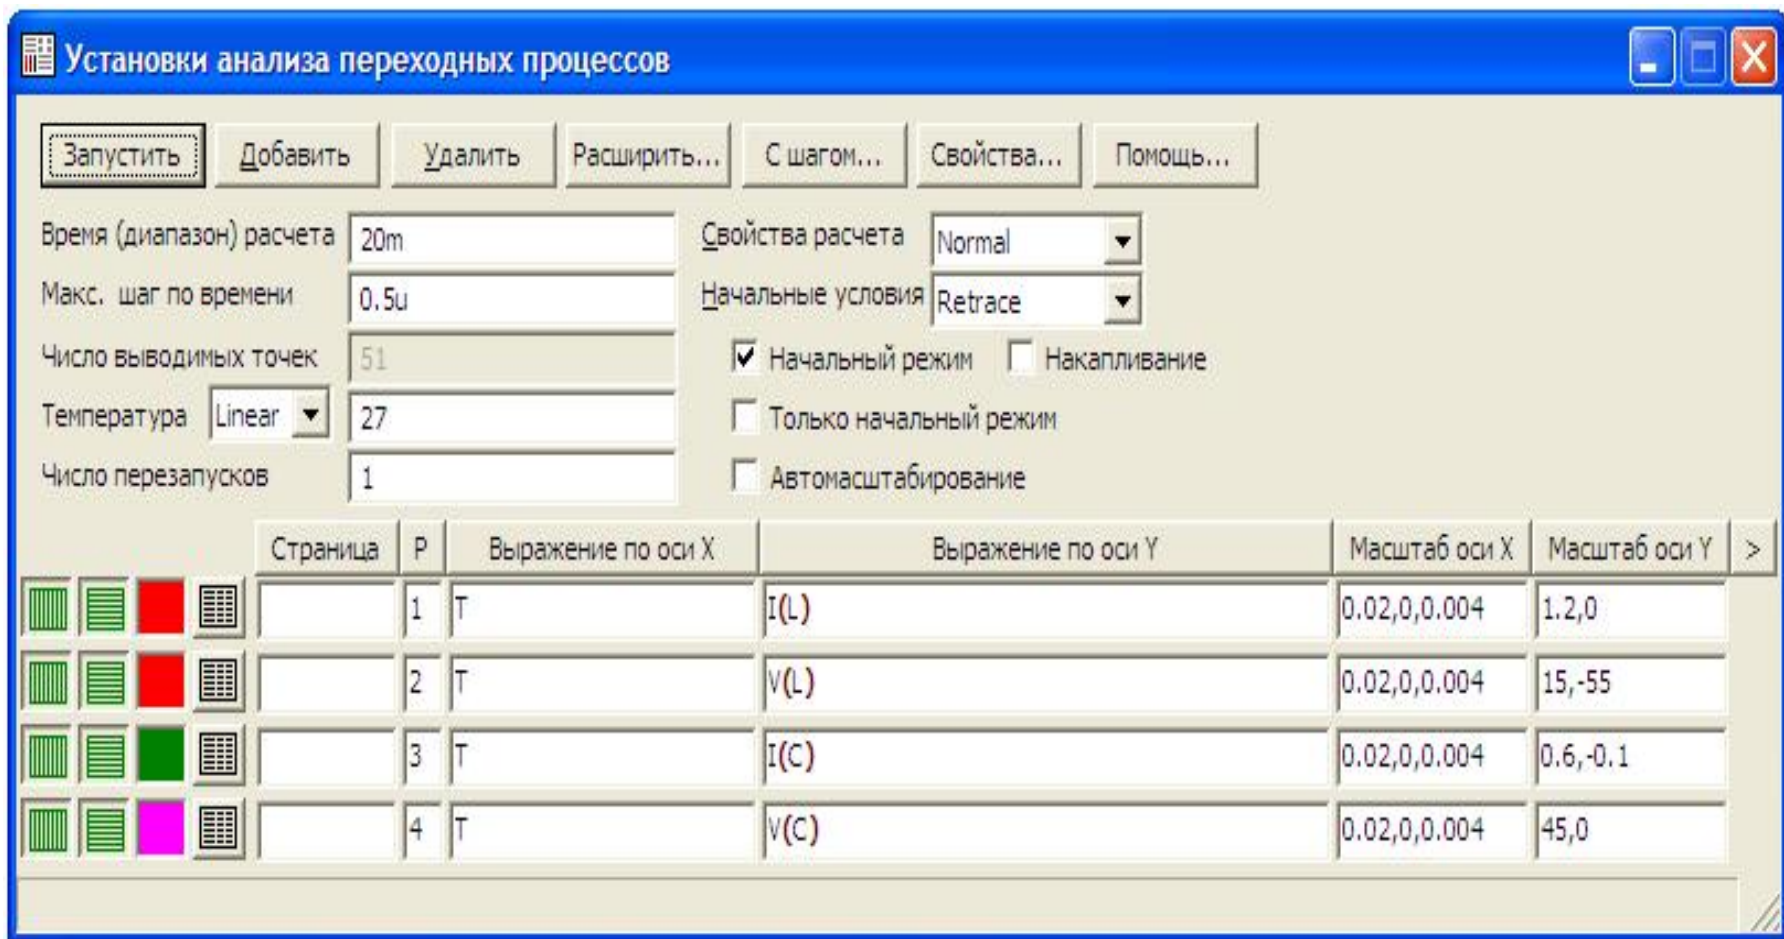 Установки анализа переходных процессов
Запустить Добавить Удалить Расширить... С шагом... Свойства... Помощь...
Время (диапазон) расчета 20m Свойства расчета Normal
Макс. шаг по времени 0.5u Начальные условия Retrace
Число выводимых точек 51 Начальный режим Накапливание
Температура Linear 27 Только начальный режим
Число перезапусков 1 Автомасштабирование
Страница P Выражение по оси X Выражение по оси Y Масштаб оси X Масштаб оси Y >
1 T I(L) 0.02,0,0.004 1.2,0
2 T V(L) 0.02,0,0.004 15,-55
3 T I(C) 0.02,0,0.004 0.6,-0.1
4 T V(C) 0.02,0,0.004 45,0